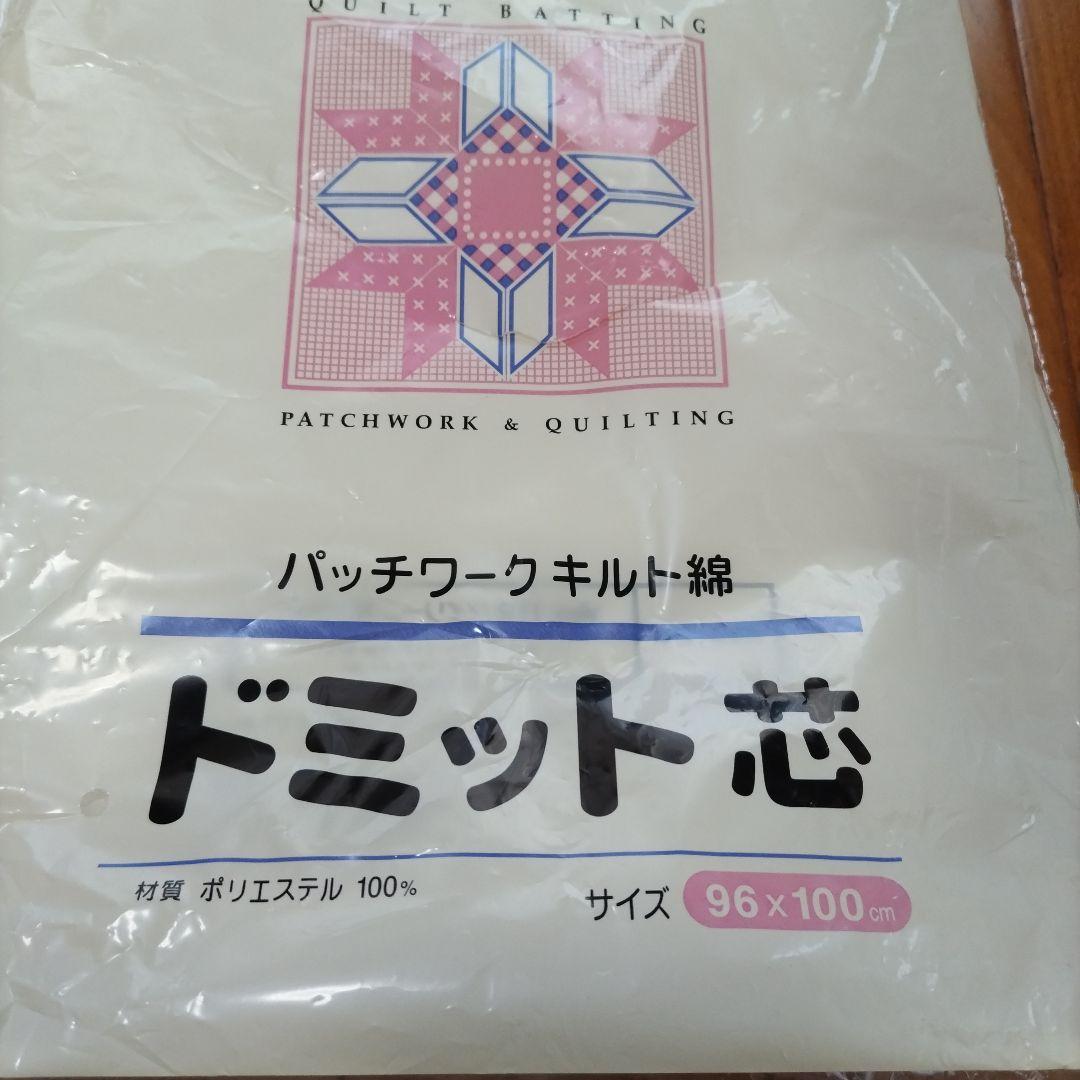 QUILT BATTING
PATCHWORK & QUILTING
パッチワークキルト綿
ドミット芯
材質 ポリエステル 100%
サイズ 96×100cm